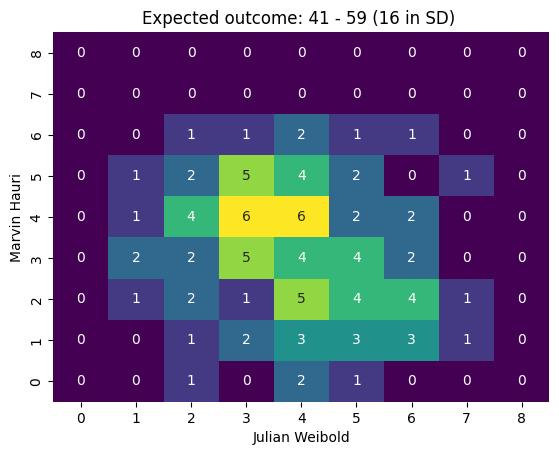 Expected outcome: 41 - 59 (16 in SD)
8 0 0 0 0 0 0 0 0 0
7 0 0 0 0 0 0 0 0 0
6 0 0 1 1 2 1 1 0 0
5 0 1 2 5 4 2 0 1 0
4 0 1 4 6 6 2 2 0 0
Marvin Hauri
3 0 2 2 5 4 4 2 0 0
2 0 1 2 1 5 4 4 1 0
1 0 0 1 2 3 3 3 1 0
0 0 0 1 0 2 1 0 0 0
0 1 2 3 4 5 6 7 8
Julian Weibold